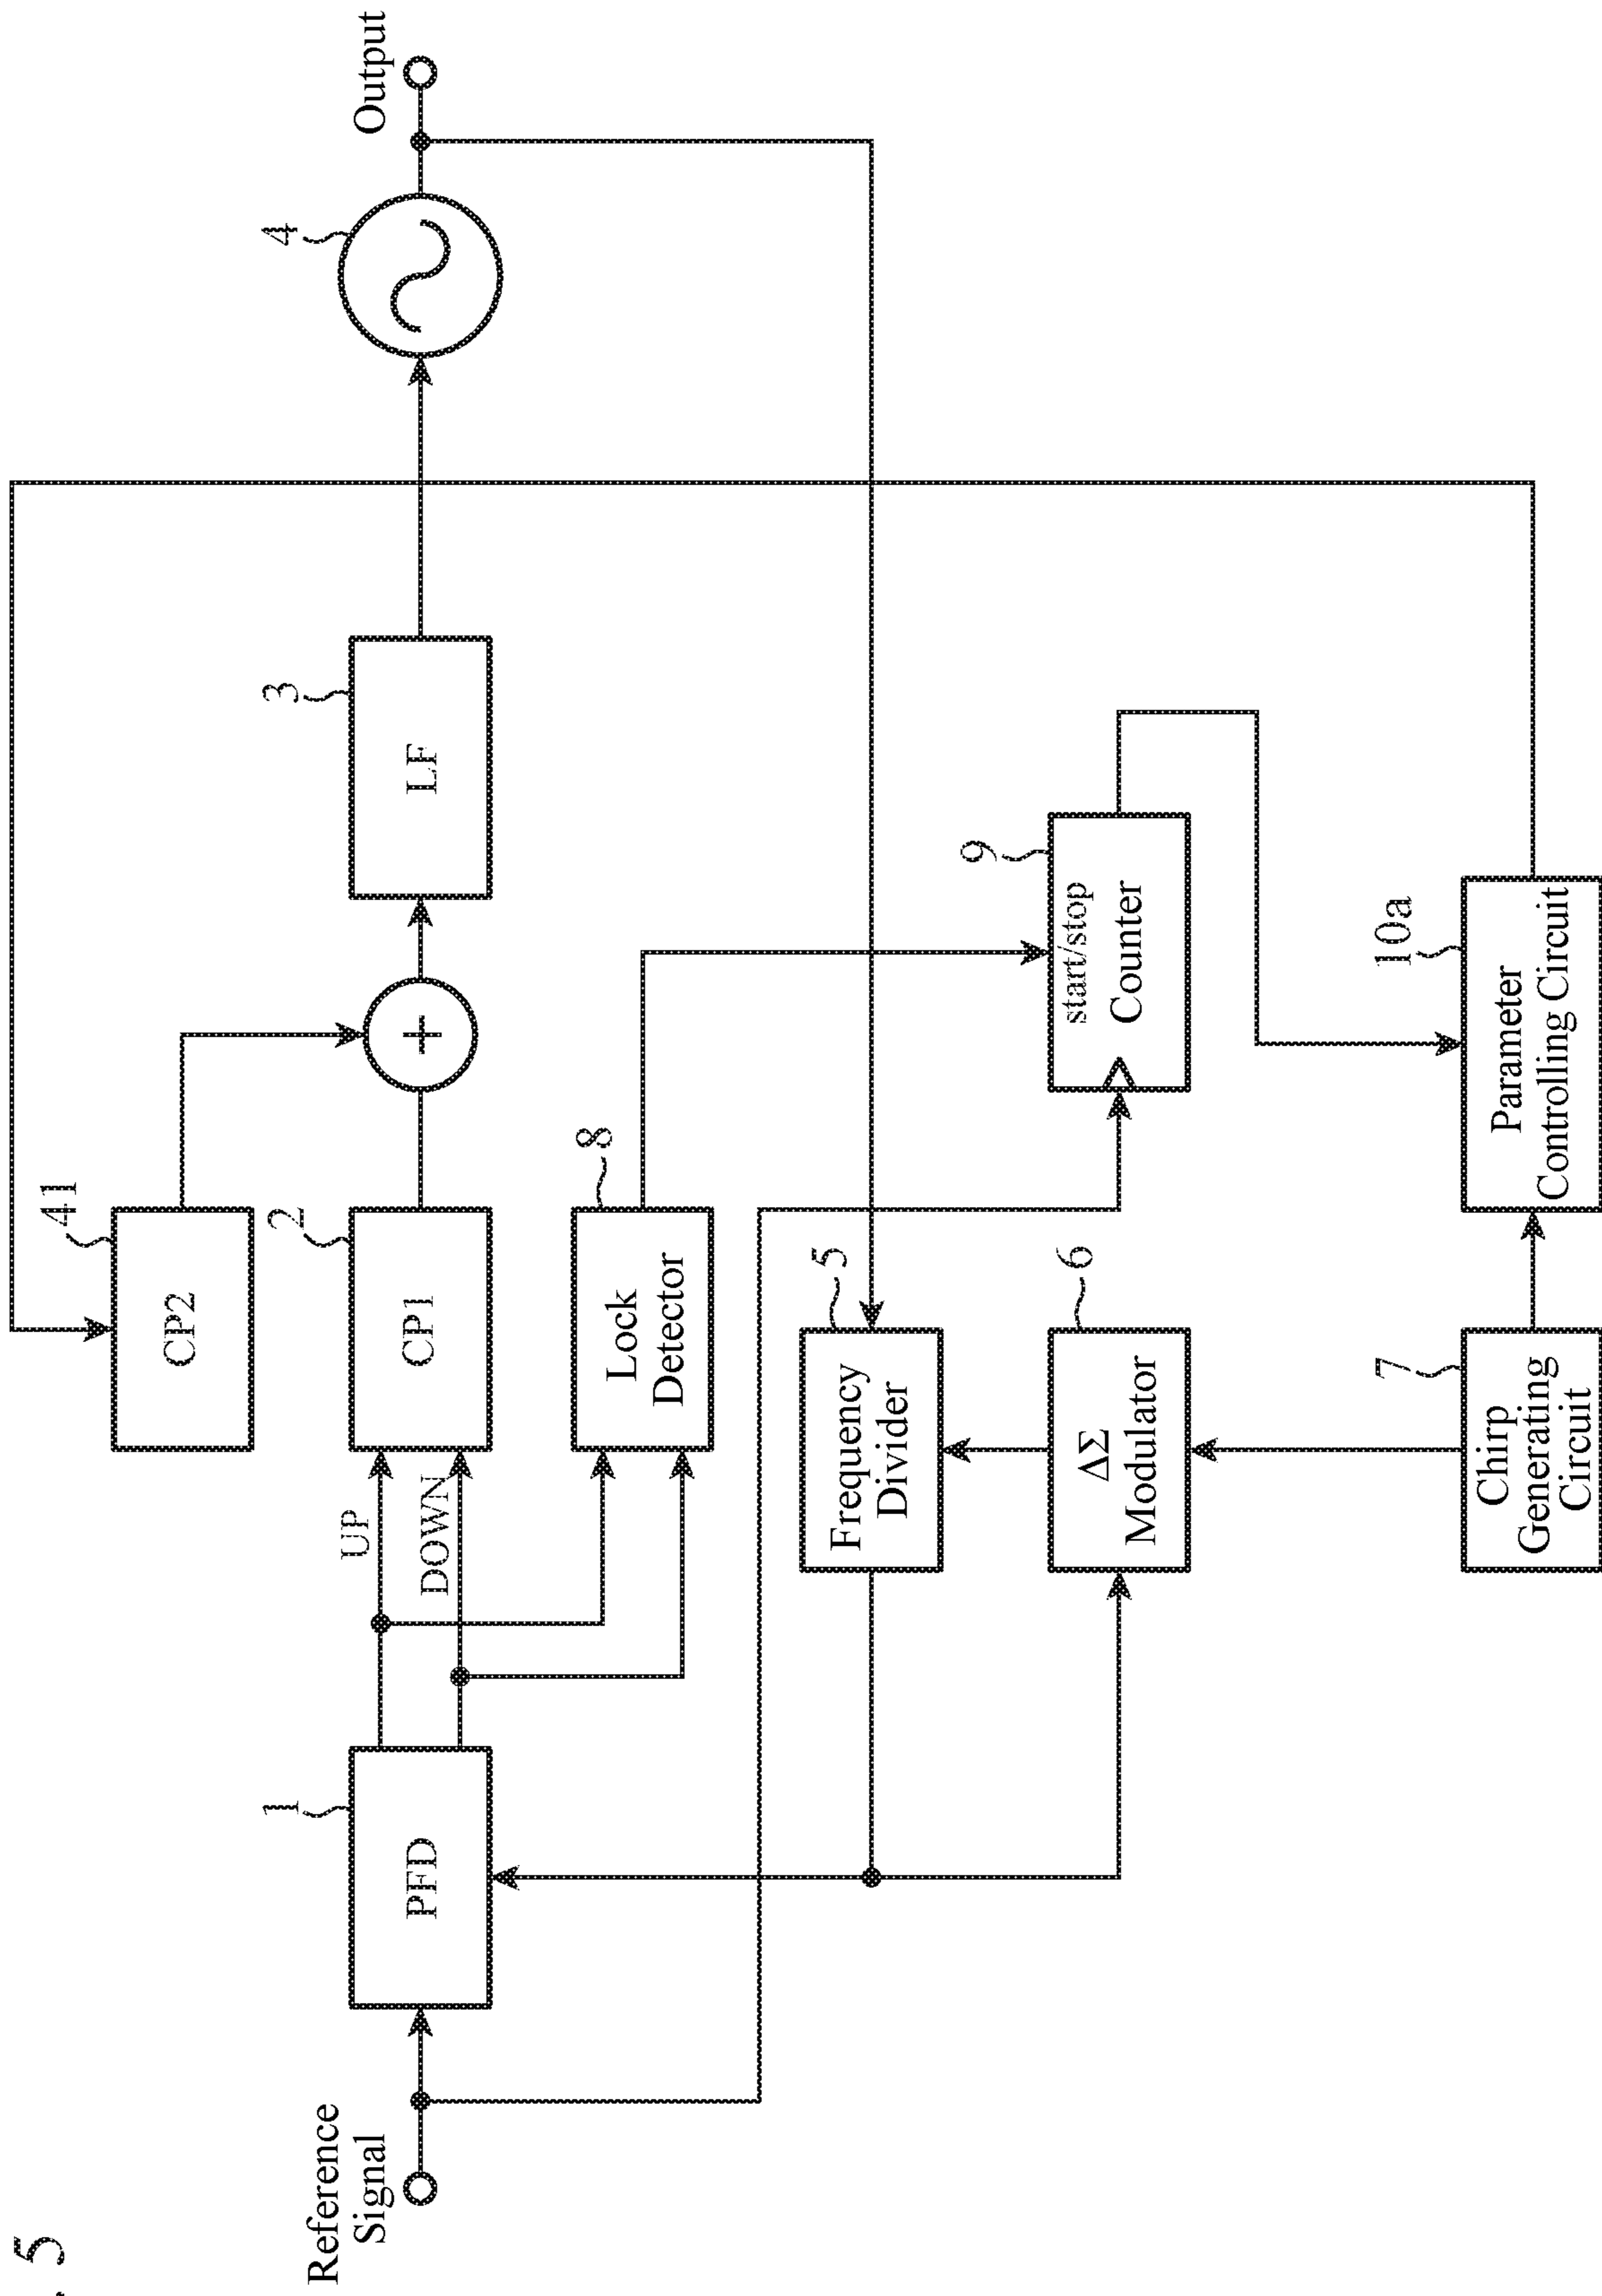 . 5
41
CP2
Reference
Signal
1
PFD
UP
DOWN
2
CP1
+
3
LF
4
Output
8
Lock
Detector
5
Frequency
Divider
6
ΔΣ
Modulator
9
start/stop
Counter
7
Chirp
Generating
Circuit
10a
Parameter
Controlling Circuit